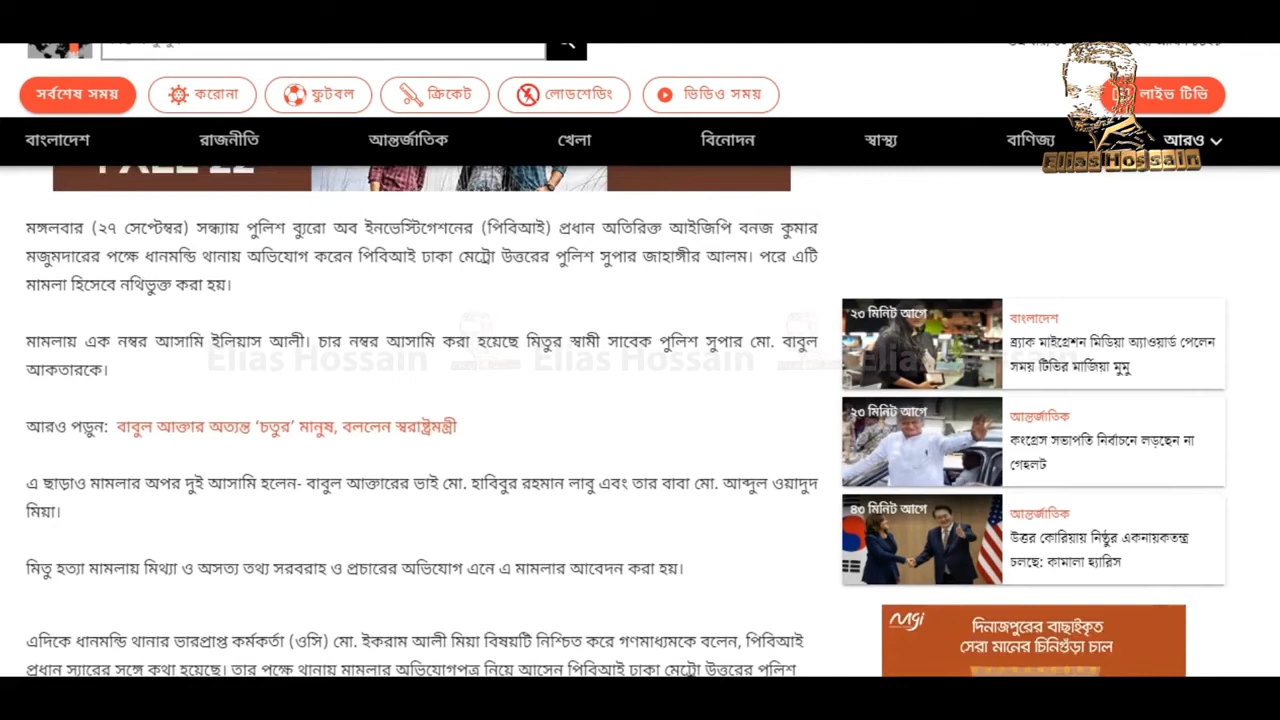 সর্বশেষ সময়
করোনা
ফুটবল
ক্রিকেট
লোডশেডিং
ভিডিও সময়
লাইভ টিভি
বাংলাদেশ
রাজনীতি
আন্তর্জাতিক
খেলা
বিনোদন
স্বাস্থ্য
বাণিজ্য
আরও
Elias Hossain
মঙ্গলবার (২৭ সেপ্টেম্বর) সন্ধ্যায় পুলিশ ব্যুরো অব ইনভেস্টিগেশনের (পিবিআই) প্রধান অতিরিক্ত আইজিপি বনজ কুমার
মজুমদারের পক্ষে ধানমন্ডি থানায় অভিযোগ করেন পিবিআই ঢাকা মেট্রো উত্তরের পুলিশ সুপার জাহাঙ্গীর আলম। পরে এটি
মামলা হিসেবে নথিভুক্ত করা হয়।
মামলায় এক নম্বর আসামি ইলিয়াস আলী। চার নম্বর আসামি করা হয়েছে মিতুর স্বামী সাবেক পুলিশ সুপার মো. বাবুল
আকতারকে।
Elias Hossain
Elias Hossain
আরও পড়ুন: বাবুল আক্তার অত্যন্ত ‘চতুর’ মানুষ, বললেন স্বরাষ্ট্রমন্ত্রী
এ ছাড়াও মামলার অপর দুই আসামি হলেন- বাবুল আক্তারের ভাই মো. হাবিবুর রহমান লাবু এবং তার বাবা মো. আব্দুল ওয়াদুদ
মিয়া।
মিতু হত্যা মামলায় মিথ্যা ও অসত্য তথ্য সরবরাহ ও প্রচারের অভিযোগ এনে এ মামলার আবেদন করা হয়।
এদিকে ধানমন্ডি থানার ভারপ্রাপ্ত কর্মকর্তা (ওসি) মো. ইকরাম আলী মিয়া বিষয়টি নিশ্চিত করে গণমাধ্যমকে বলেন, পিবিআই
প্রধান স্যারের সঙ্গে কথা হয়েছে। তার পক্ষে থানায় মামলার অভিযোগপত্র নিয়ে আসেন পিবিআই ঢাকা মেট্রো উত্তরের পুলিশ
২৩ মিনিট আগে
বাংলাদেশ
ব্র্যাক মাইগ্রেশন মিডিয়া অ্যাওয়ার্ড পেলেন
সময় টিভির মার্জিয়া মুমু
২৩ মিনিট আগে
আন্তর্জাতিক
কংগ্রেস সভাপতি নির্বাচনে লড়ছেন না
গেহলট
৪৩ মিনিট আগে
আন্তর্জাতিক
উত্তর কোরিয়ায় নিষ্ঠুর একনায়কতন্ত্র
চলছে: কামালা হ্যারিস
দিনাজপুরের বাছাইকৃত
সেরা মানের চিনিগুঁড়া চাল